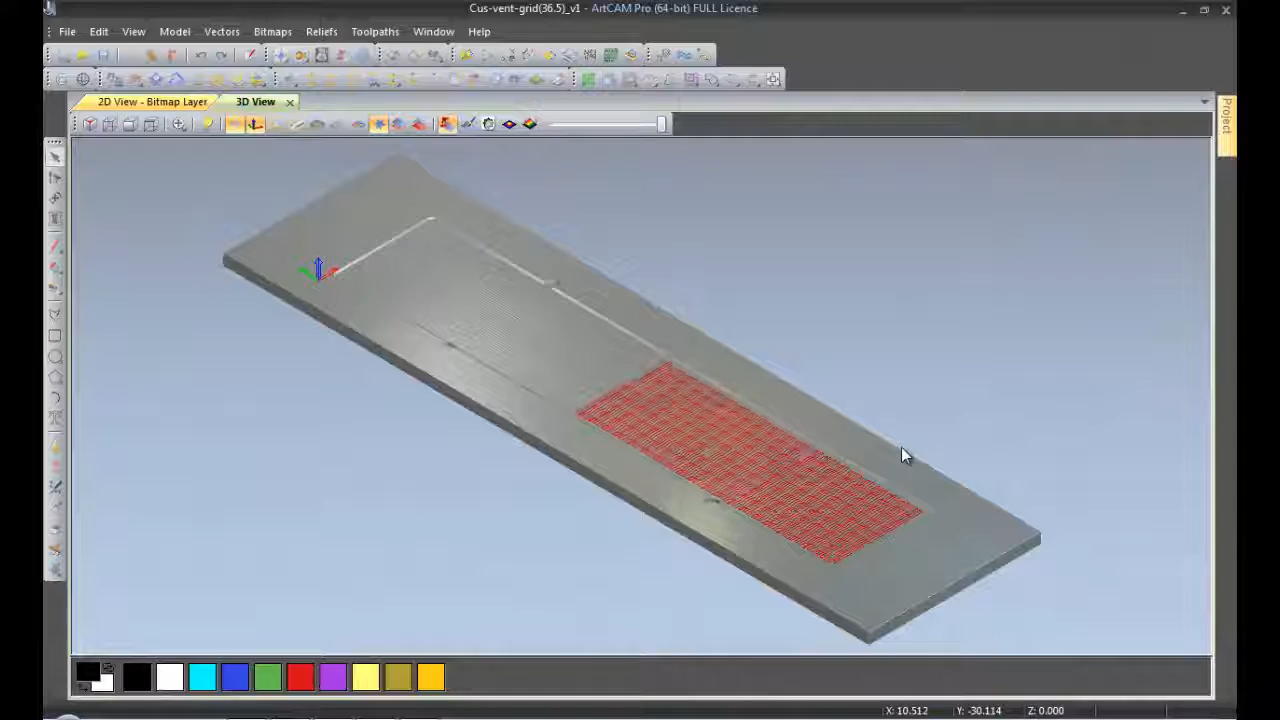 Cus-vent-grid(36.5)_v1 - ArtCAM Pro (64-bit) FULL Licence
File Edit View Model Vectors Bitmaps Reliefs Toolpaths Window Help
2D View - Bitmap Layer 3D View
Project
X: 10.512 Y: -30.114 Z: 0.000